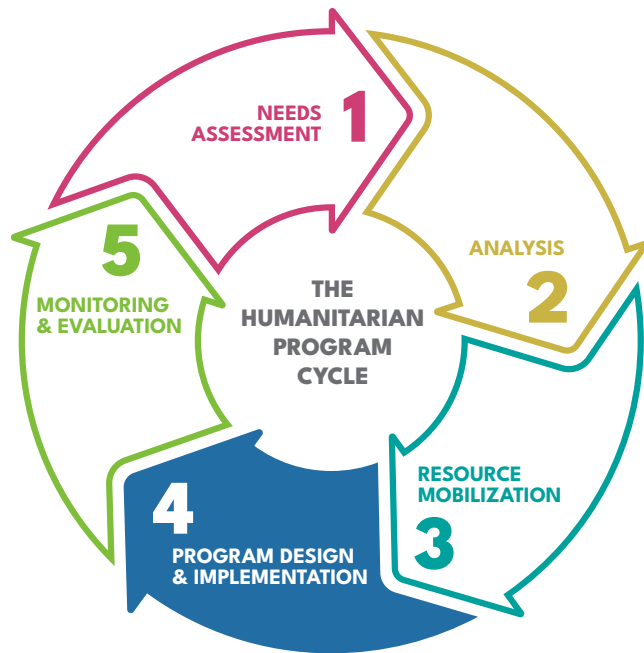 NEEDS
ASSESSMENT
1
ANALYSIS
2
RESOURCE
MOBILIZATION
3
4
PROGRAM DESIGN
& IMPLEMENTATION
5
MONITORING
& EVALUATION
THE
HUMANITARIAN
PROGRAM
CYCLE